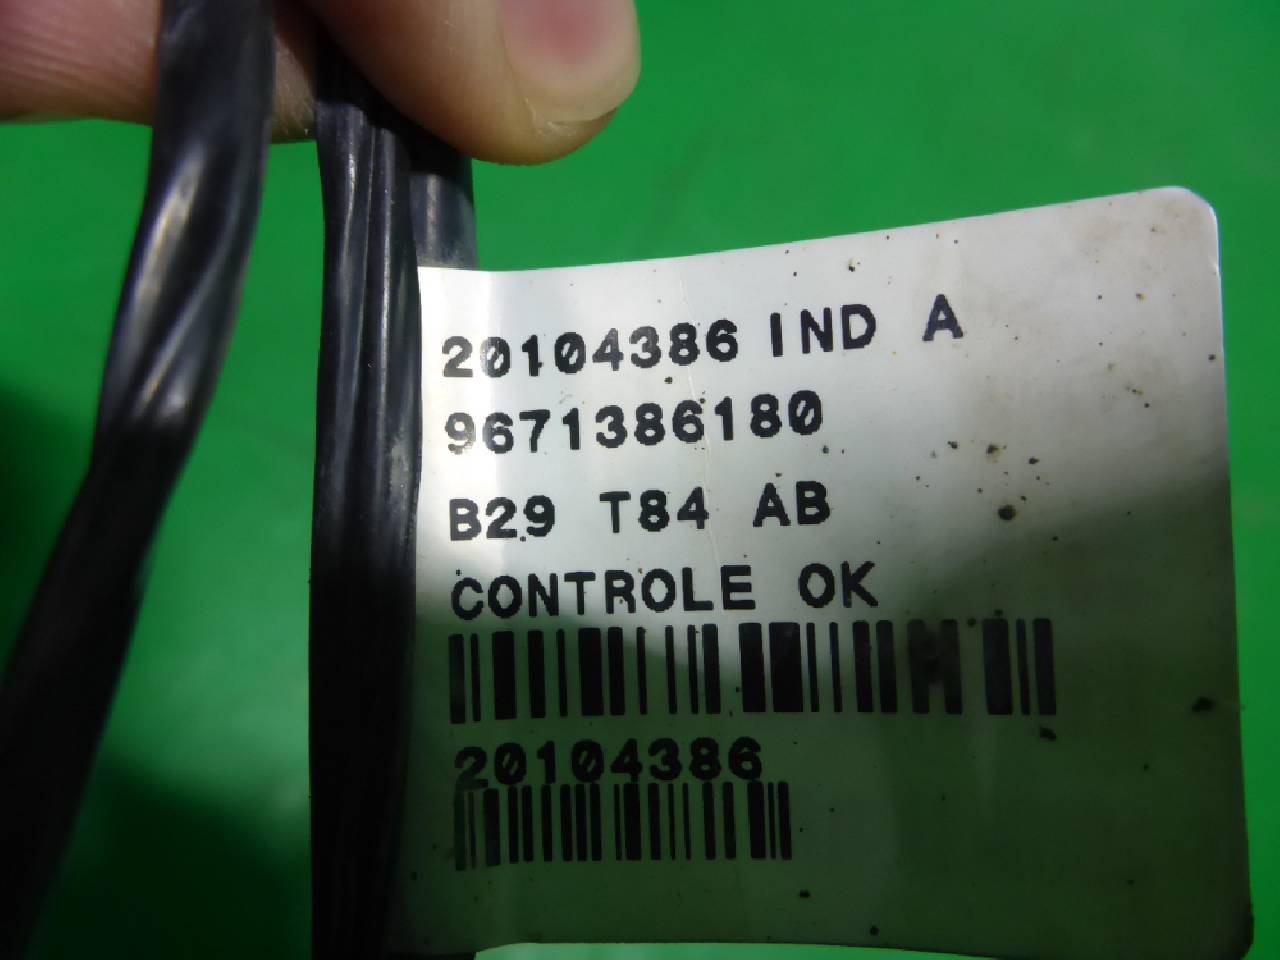 20104386 IND A
9671386180
B29 T84 AB
CONTROLE OK
20104386